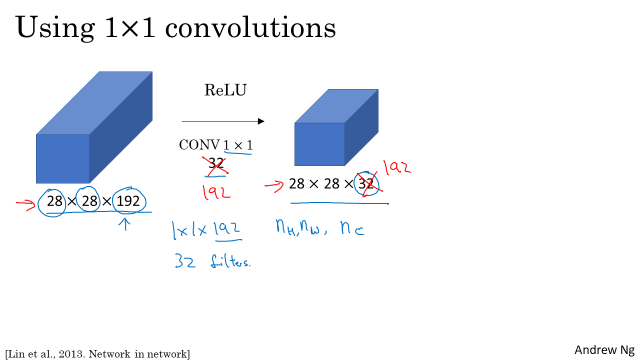 Using 1×1 convolutions
ReLU
CONV 1 × 1
32
192
28 × 28 × 192
28 × 28 × 32
192
1×1×192
32 filters.
nH, nW, nC
[Lin et al., 2013. Network in network]
Andrew Ng